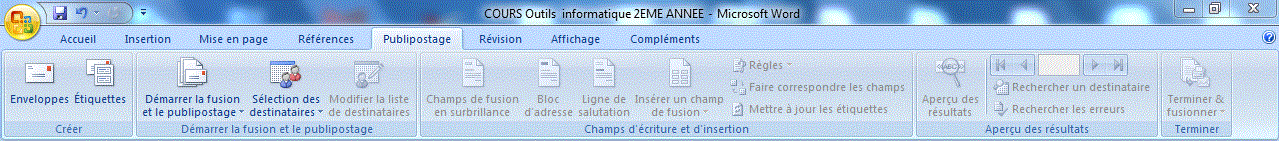 COURS Outils informatique 2EME ANNEE - Microsoft Word
Accueil Insertion Mise en page Références Publipostage Révision Affichage Compléments
Enveloppes Étiquettes
Créer
Démarrer la fusion et le publipostage
Sélection des destinataires
Modifier la liste de destinataires
Démarrer la fusion et le publipostage
Champs de fusion en surbrillance
Bloc d'adresse
Ligne de salutation
Insérer un champ de fusion
Règles
Faire correspondre les champs
Mettre à jour les étiquettes
Champs d'écriture et d'insertion
ABC
Aperçu des résultats
Rechercher un destinataire
Rechercher les erreurs
Aperçu des résultats
Terminer & fusionner
Terminer